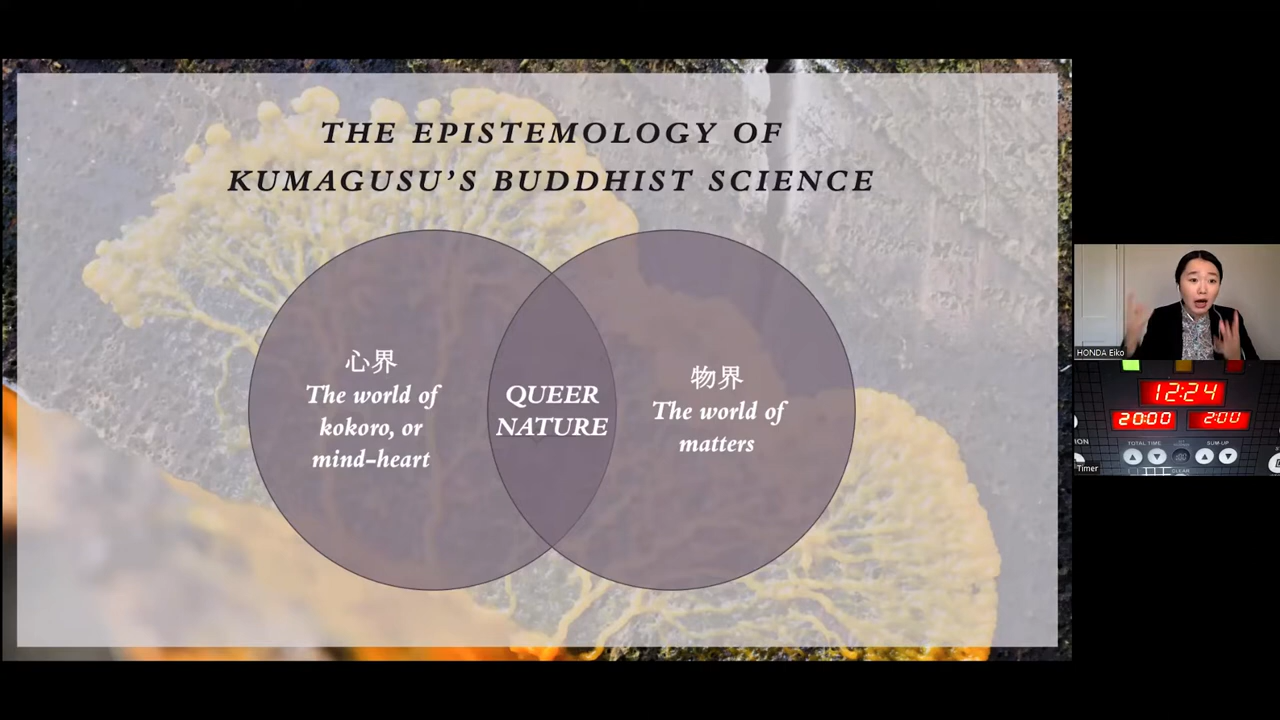 THE EPISTEMOLOGY OF
KUMAGUSU'S BUDDHIST SCIENCE
心界
The world of
kokoro, or
mind-heart
QUEER
NATURE
物界
The world of
matters
HONDA Eiko
12:24
20:00
2:00
TOTAL TIME
SUM-UP
CLEAR
Timer